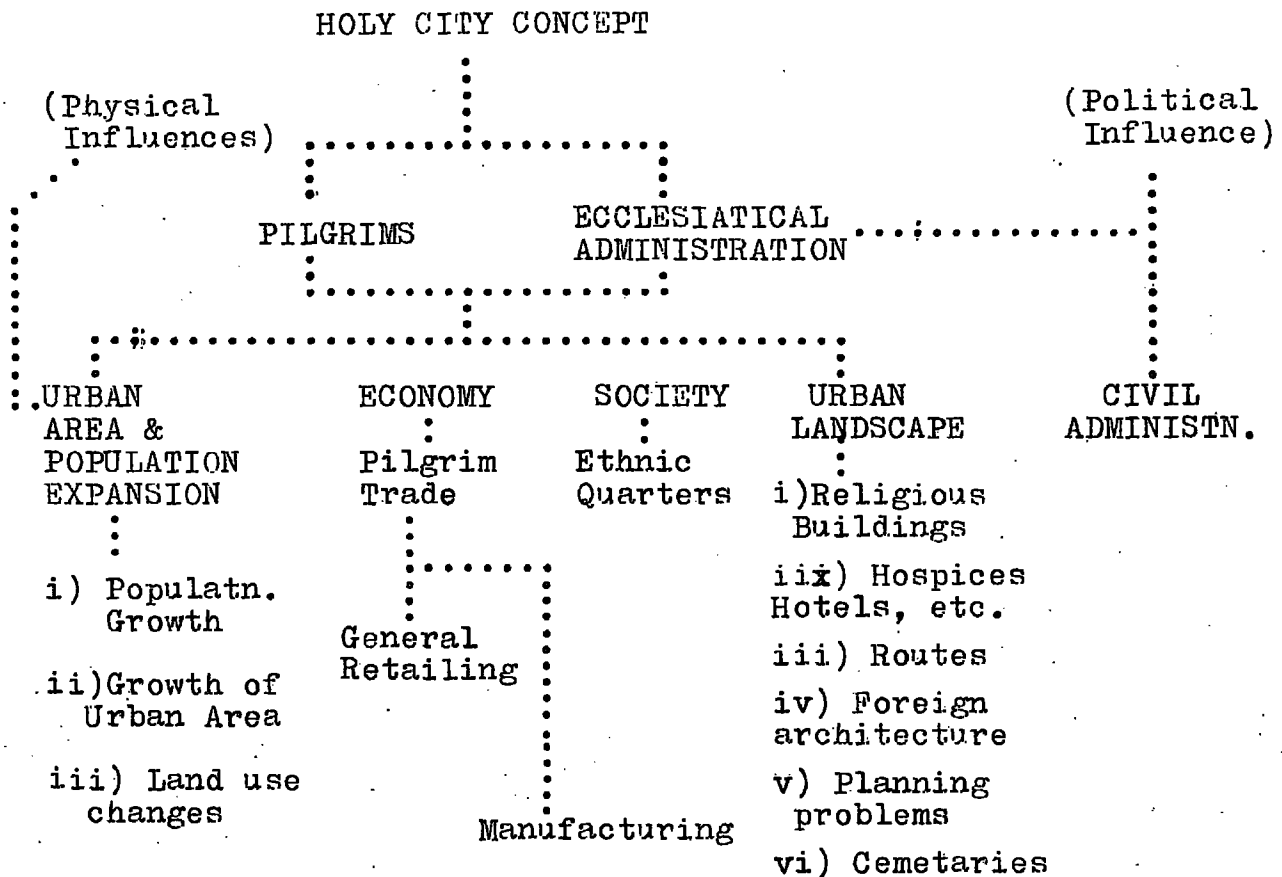 HOLY CITY CONCEPT
(Physical
Influences)
(Political
Influence)
PILGRIMS
ECCLESIATICAL
ADMINISTRATION
URBAN
AREA &
POPULATION
EXPANSION
i) Populatn.
Growth
ii)Growth of
Urban Area
iii) Land use
changes
ECONOMY
Pilgrim
Trade
General
Retailing
Manufacturing
SOCIETY
Ethnic
Quarters
URBAN
LANDSCAPE
i)Religious
Buildings
iix) Hospices
Hotels, etc.
iii) Routes
iv) Foreign
architecture
v) Planning
problems
vi) Cemetaries
CIVIL
ADMINISTN.